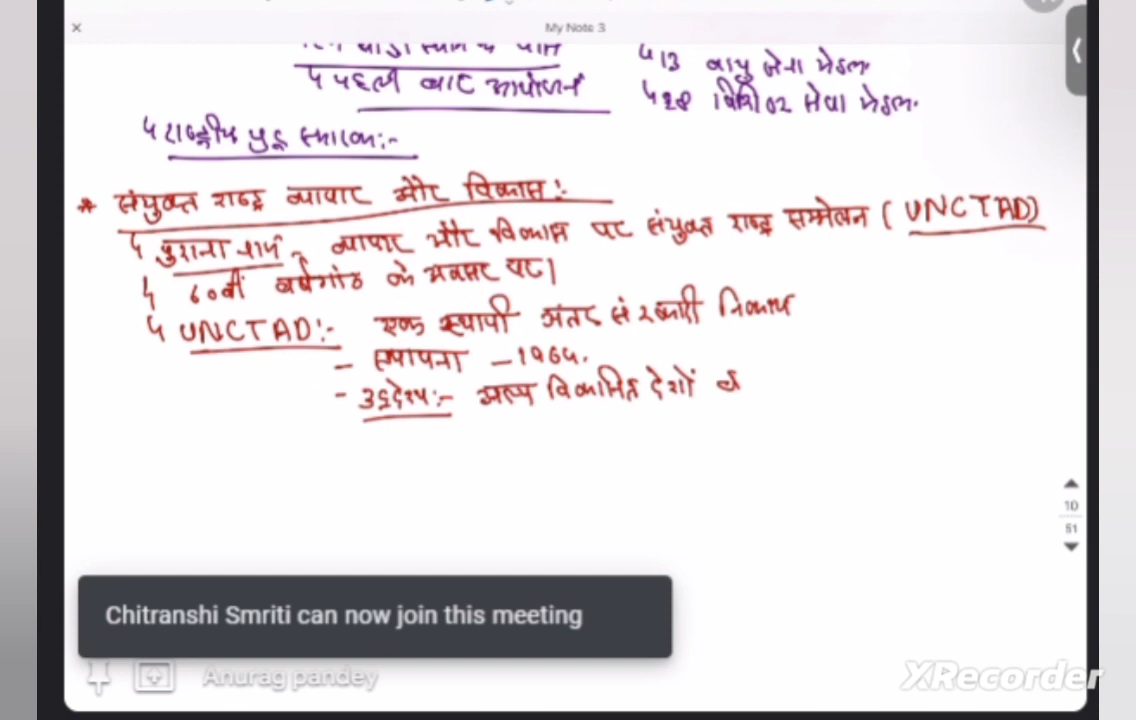 My Note 3
↳ पहली बार आयोजन
↳ 13 वायु सेना मेडल
↳ विशिष्ट सेवा मेडल.
↳ राष्ट्रीय युद्ध स्मारक:-
* संयुक्त राष्ट्र व्यापार और विकास :-
↳ पुराना नाम व्यापार और विकास पर संयुक्त राष्ट्र सम्मेलन ( UNCTAD)
↳ 60वीं वर्षगांठ के अवसर पर।
↳ UNCTAD:- एक स्थायी अंतर सरकारी निकाय
- स्थापना - 1964.
- उद्देश्य:- अल्प विकसित देशों
10
51
Chitranshi Smriti can now join this meeting
Anurag pandey
XRecorder